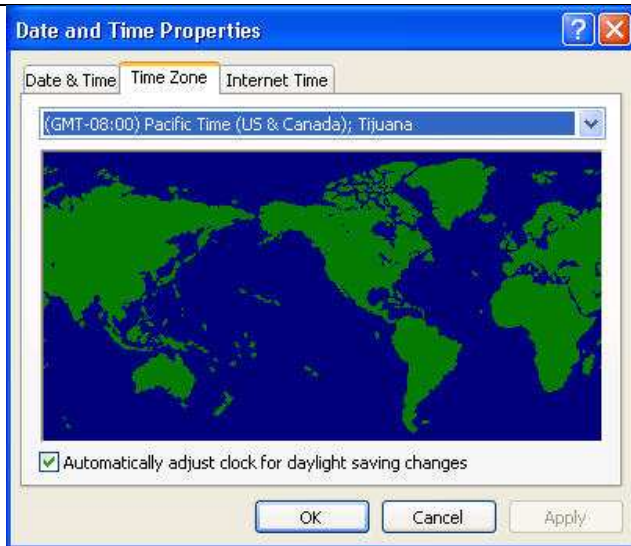 Date and Time Properties
Date & Time Time Zone Internet Time
(GMT-08:00) Pacific Time (US & Canada); Tijuana
Automatically adjust clock for daylight saving changes
OK Cancel Apply